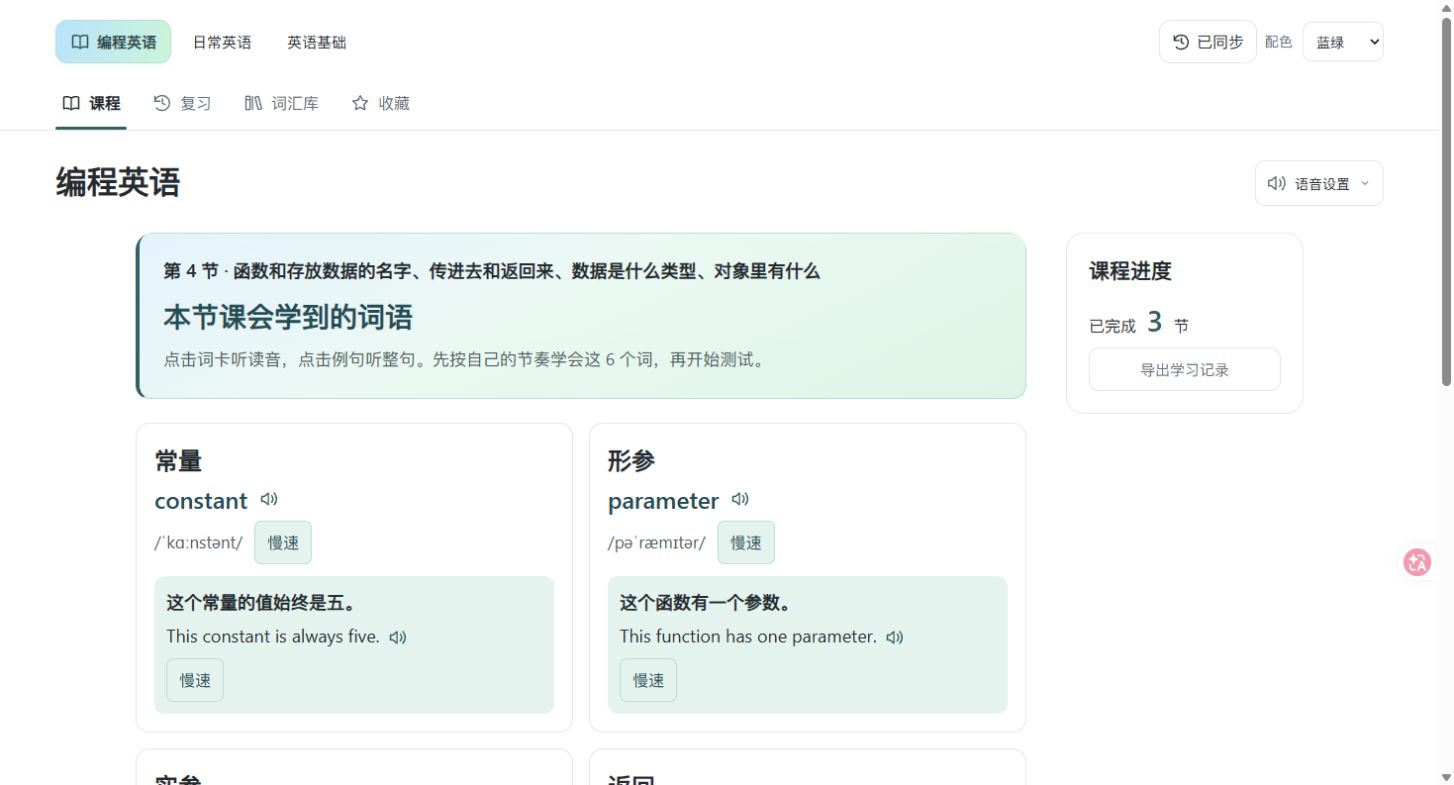 编程英语 日常英语 英语基础 已同步 配色 蓝绿
课程 复习 词汇库 收藏
编程英语
语音设置
第 4 节 · 函数和存放数据的名字、传进去和返回来、数据是什么类型、对象里有什么
本节课会学到的词语
点击词卡听读音，点击例句听整句。先按自己的节奏学会这 6 个词，再开始测试。
课程进度
已完成 3 节
导出学习记录
常量
constant
/ˈkɑːnstənt/ 慢速
这个常量的值始终是五。
This constant is always five.
慢速
形参
parameter
/pəˈræmɪtər/ 慢速
这个函数有一个参数。
This function has one parameter.
慢速
实参
返回